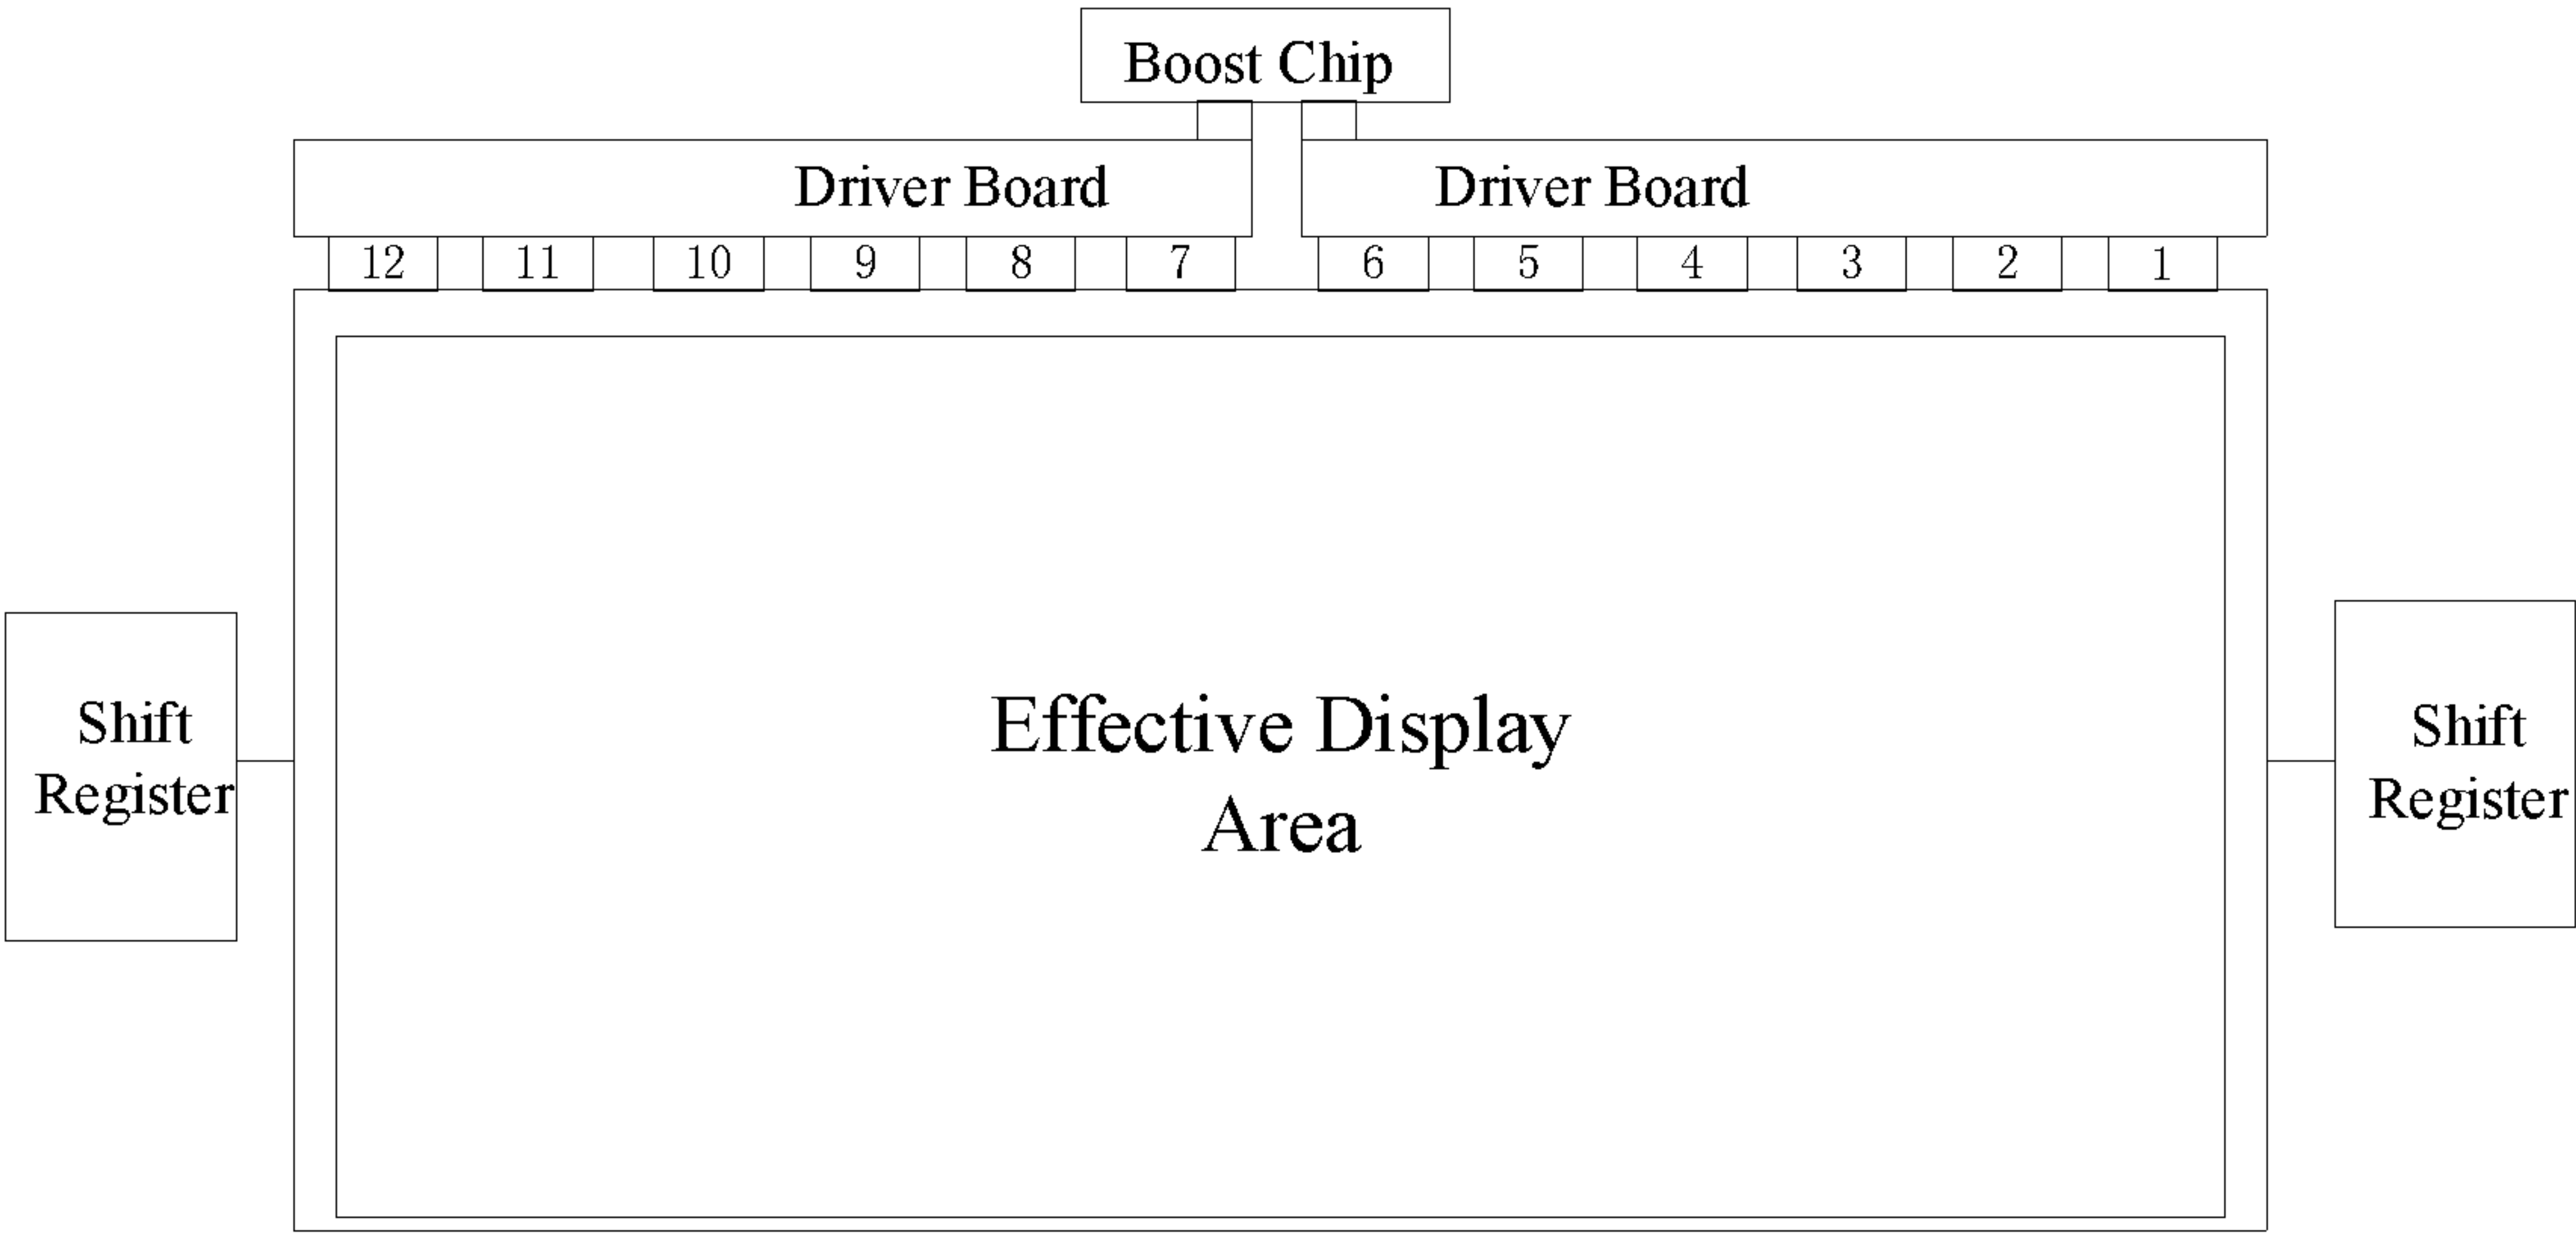 Boost Chip
Driver Board Driver Board
12 11 10 9 8 7 6 5 4 3 2 1
Shift
Register
Effective Display
Area
Shift
Register